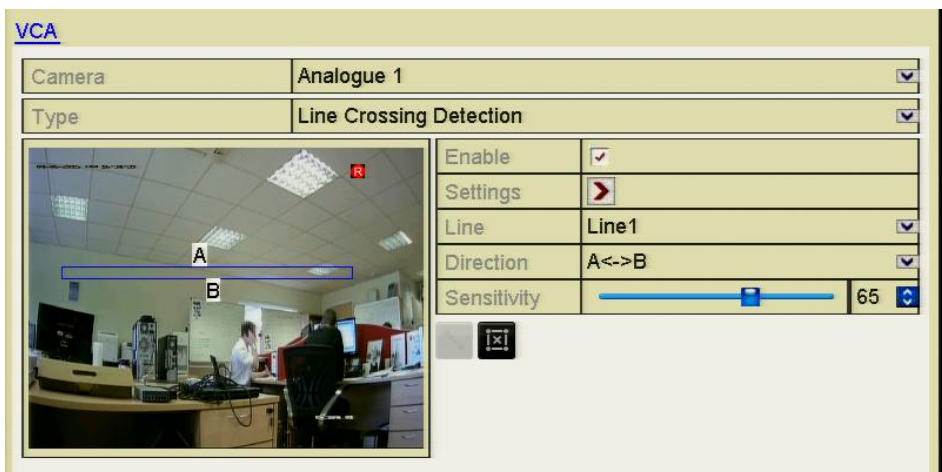 VCA
Camera Analogue 1
Type Line Crossing Detection
R
Enable
Settings
Line Line1
A
Direction A<->B
B
Sensitivity 65